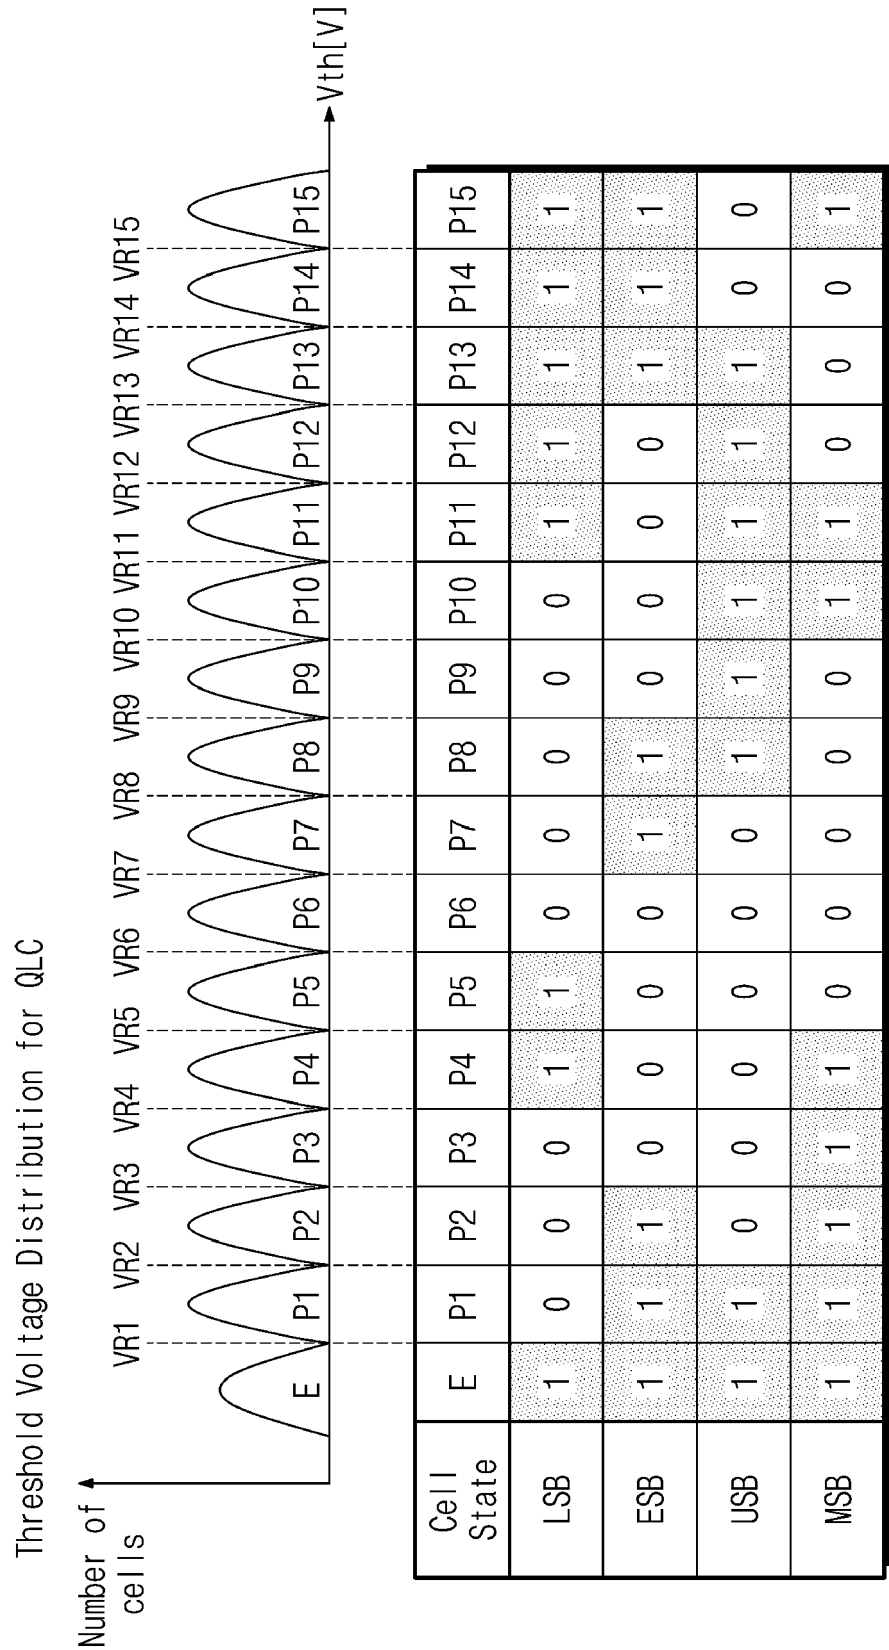 Threshold Voltage Distribution for QLC
Number of
cells
VR1 VR2 VR3 VR4 VR5 VR6 VR7 VR8 VR9 VR10 VR11 VR12 VR13 VR14 VR15
E P1 P2 P3 P4 P5 P6 P7 P8 P9 P10 P11 P12 P13 P14 P15
Vth[V]
Cell
State
E P1 P2 P3 P4 P5 P6 P7 P8 P9 P10 P11 P12 P13 P14 P15
LSB 1 0 0 0 1 1 0 0 0 0 0 1 1 1 1 1
ESB 1 1 1 0 0 0 0 1 1 0 0 0 0 1 1 1
USB 1 1 0 0 0 0 0 0 1 1 1 1 1 1 0 0
MSB 1 1 1 1 1 0 0 0 0 0 1 1 0 0 0 1